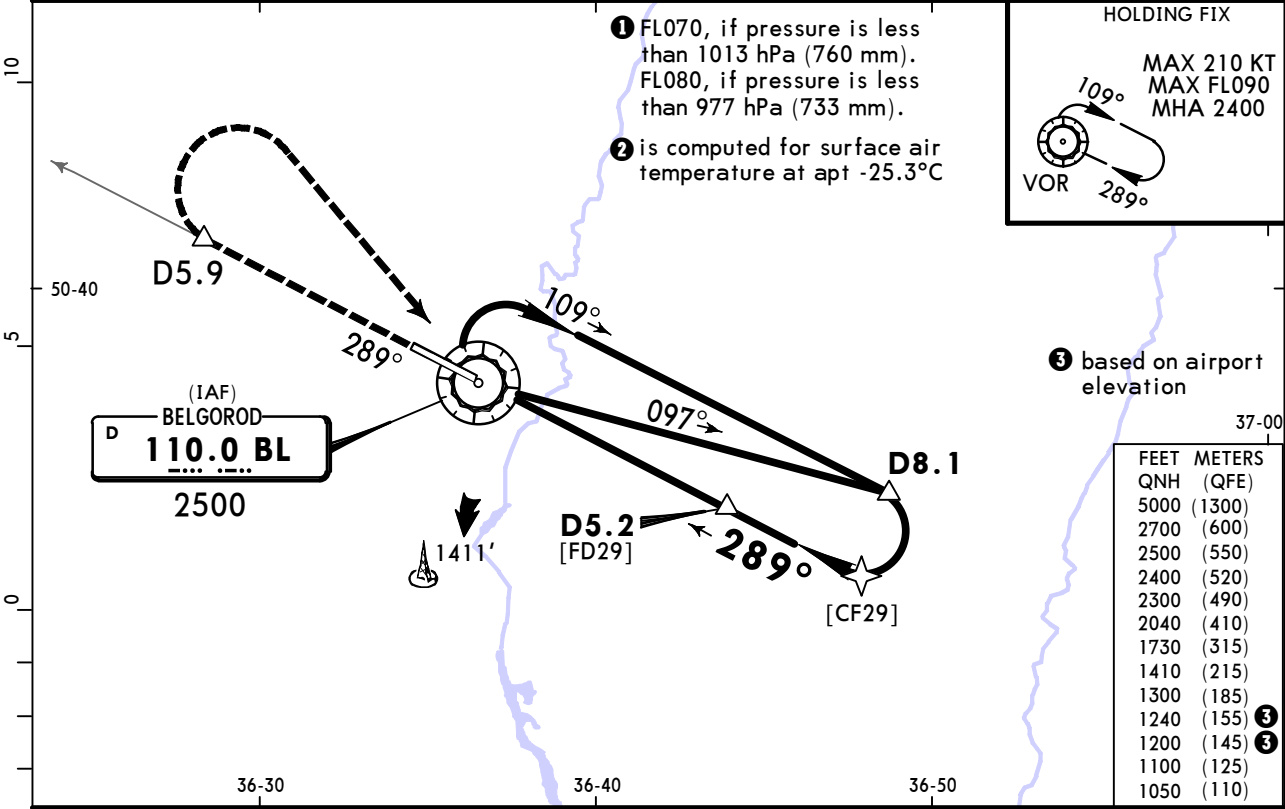 ❶ FL070, if pressure is less
than 1013 hPa (760 mm).
FL080, if pressure is less
than 977 hPa (733 mm).
❷ is computed for surface air
temperature at apt -25.3°C
HOLDING FIX
MAX 210 KT
MAX FL090
MHA 2400
109°
VOR
289°
10
5
0
50-40
D5.9
289°
109°
097°
(IAF)
BELGOROD
D 110.0 BL
2500
D8.1
D5.2
[FD29]
289°
[CF29]
1411'
❸ based on airport
elevation
37-00
FEET METERS
QNH (QFE)
5000 (1300)
2700 (600)
2500 (550)
2400 (520)
2300 (490)
2040 (410)
1730 (315)
1410 (215)
1300 (185)
1240 (155) ❸
1200 (145) ❸
1100 (125)
1050 (110)
36-30
36-40
36-50